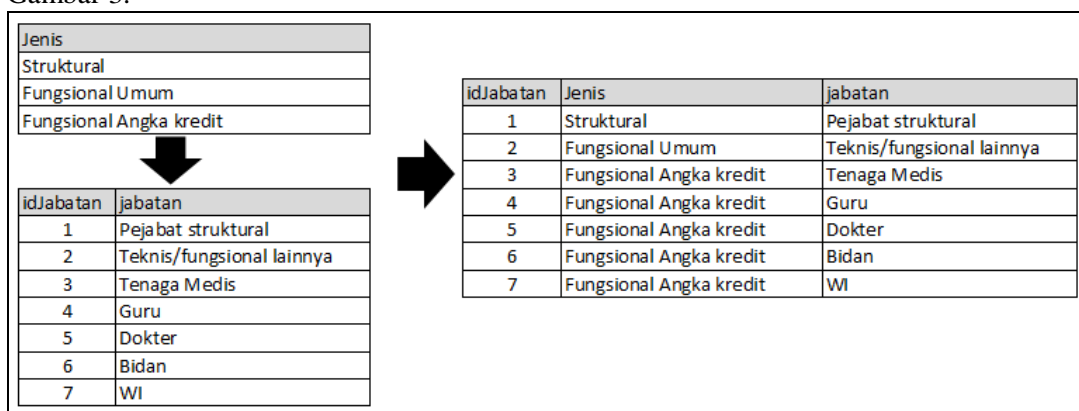 Gambar
Jenis
Struktural
Fungsional Umum
Fungsional Angka kredit
idJabatan jabatan
1 Pejabat struktural
2 Teknis/fungsional lainnya
3 Tenaga Medis
4 Guru
5 Dokter
6 Bidan
7 WI
idJabatan Jenis jabatan
1 Struktural Pejabat struktural
2 Fungsional Umum Teknis/fungsional lainnya
3 Fungsional Angka kredit Tenaga Medis
4 Fungsional Angka kredit Guru
5 Fungsional Angka kredit Dokter
6 Fungsional Angka kredit Bidan
7 Fungsional Angka kredit WI